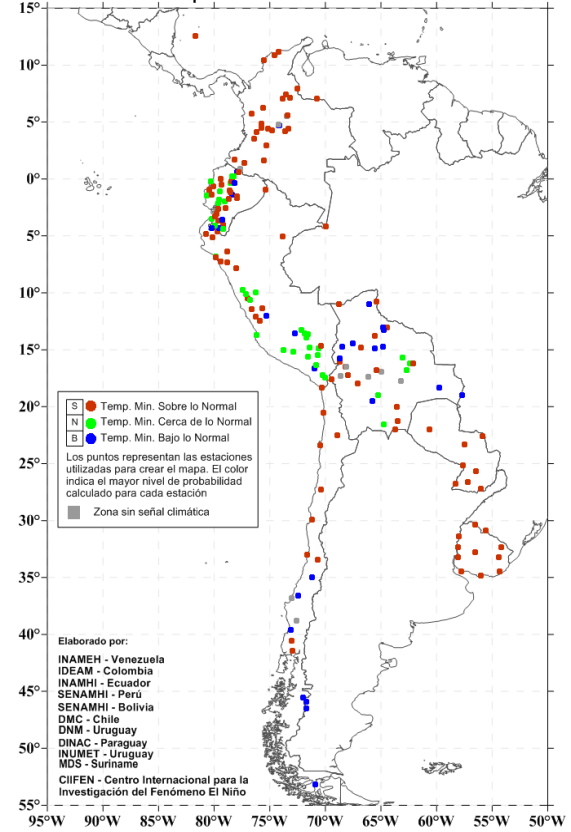 15°
10°
5°
0°
5°
10°
15°
20°
25°
30°
35°
40°
45°
50°
55°
S Temp. Min. Sobre lo Normal
N Temp. Min. Cerca de lo Normal
B Temp. Min. Bajo lo Normal
Los puntos representan las estaciones
utilizadas para crear el mapa. El color
indica el mayor nivel de probabilidad
calculado para cada estación
Zona sin señal climática
Elaborado por:
INAMEH - Venezuela
IDEAM - Colombia
INAMHI - Ecuador
SENAMHI - Perú
SENAMHI - Bolivia
DMC - Chile
DNM - Uruguay
DINAC - Paraguay
INUMET - Uruguay
MDS - Suriname
CIIFEN - Centro Internacional para la
Investigación del Fenómeno El Niño
95°W 90°W 85°W 80°W 75°W 70°W 65°W 60°W 55°W 50°W